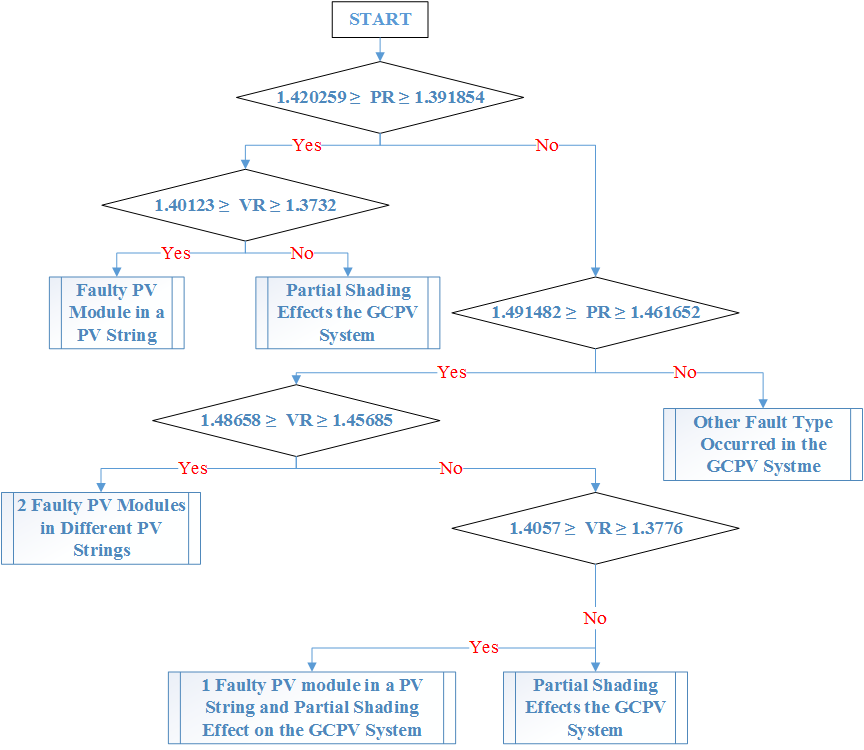 START
1.420259 ≥ PR ≥ 1.391854
Yes
No
1.40123 ≥ VR ≥ 1.3732
Yes
No
Faulty PV
Module in a
PV String
Partial Shading
Effects the GCPV
System
1.491482 ≥ PR ≥ 1.461652
Yes
No
1.48658 ≥ VR ≥ 1.45685
Other Fault Type
Occurred in the
GCPV Systme
Yes
No
2 Faulty PV Modules
in Different PV
Strings
1.4057 ≥ VR ≥ 1.3776
No
Yes
1 Faulty PV module in a PV
String and Partial Shading
Effect on the GCPV System
Partial Shading
Effects the GCPV
System